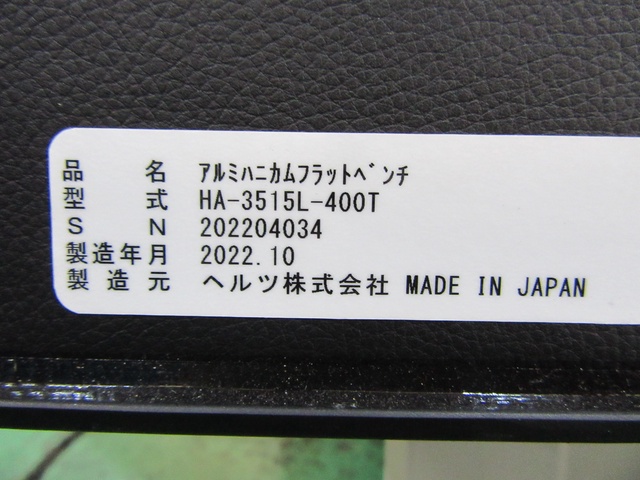 品名 ｱﾙﾐﾊﾆｶﾑﾌﾗｯﾄﾍﾞﾝﾁ
型式 HA-3515L-400T
SN 202204034
製造年月 2022.10
製造元 ヘルツ株式会社 MADE IN JAPAN